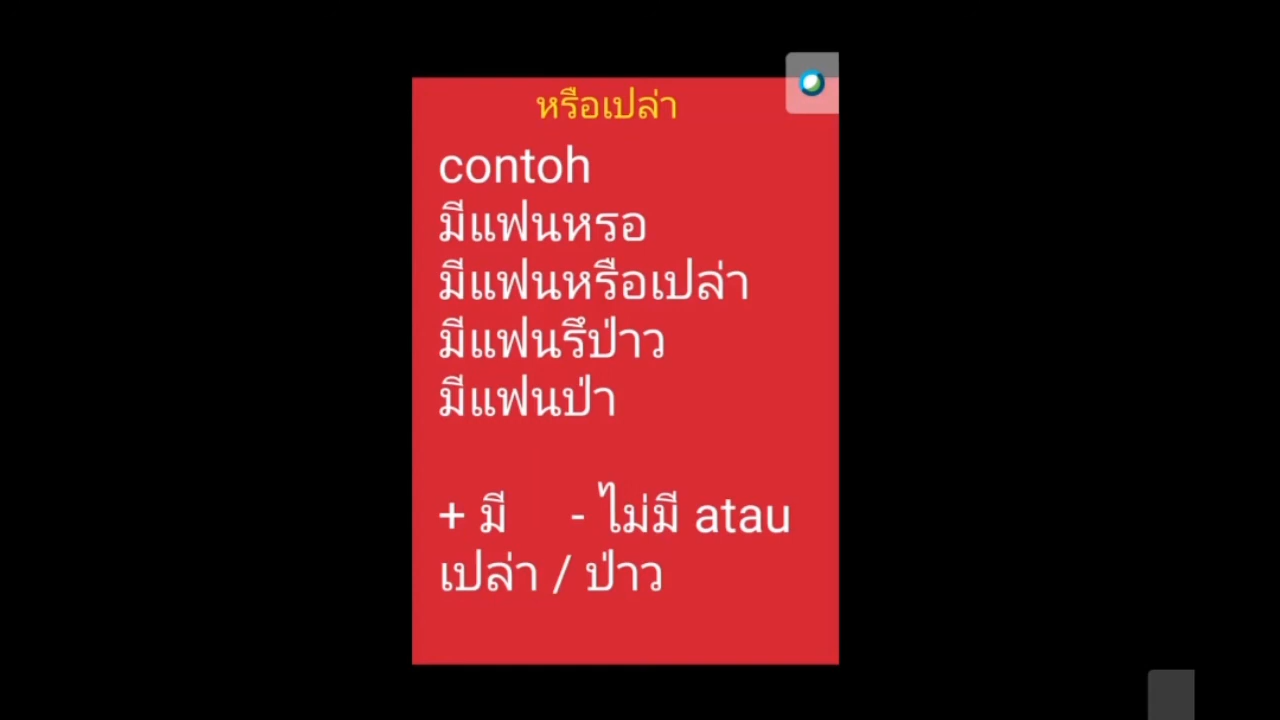 หรือเปล่า
contoh
มีแฟนหรอ
มีแฟนหรือเปล่า
มีแฟนรึป่าว
มีแฟนป่า
+ มี - ไม่มี atau
เปล่า / ป่าว